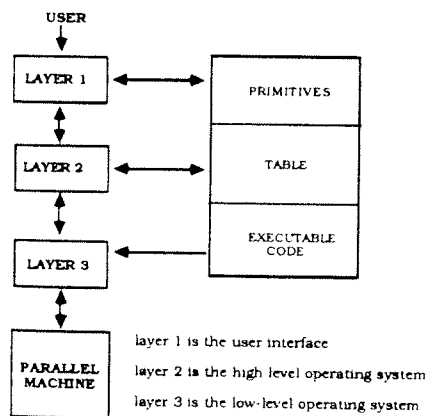 USER
LAYER 1
PRIMITIVES
LAYER 2
TABLE
EXECUTABLE
CODE
LAYER 3
PARALLEL
MACHINE
layer 1 is the user interface
layer 2 is the high level operating system
layer 3 is the low-level operating system